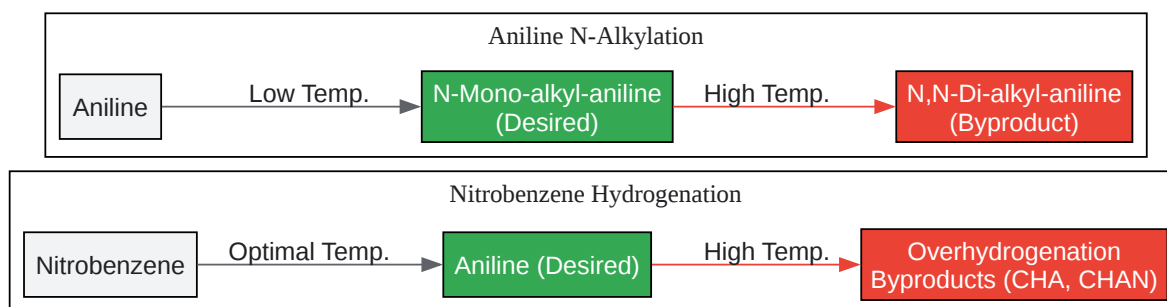 Aniline N-Alkylation
Aniline
Low Temp.
N-Mono-alkyl-aniline
(Desired)
High Temp.
N,N-Di-alkyl-aniline
(Byproduct)
Nitrobenzene Hydrogenation
Nitrobenzene
Optimal Temp.
Aniline (Desired)
High Temp.
Overhydrogenation
Byproducts (CHA, CHAN)